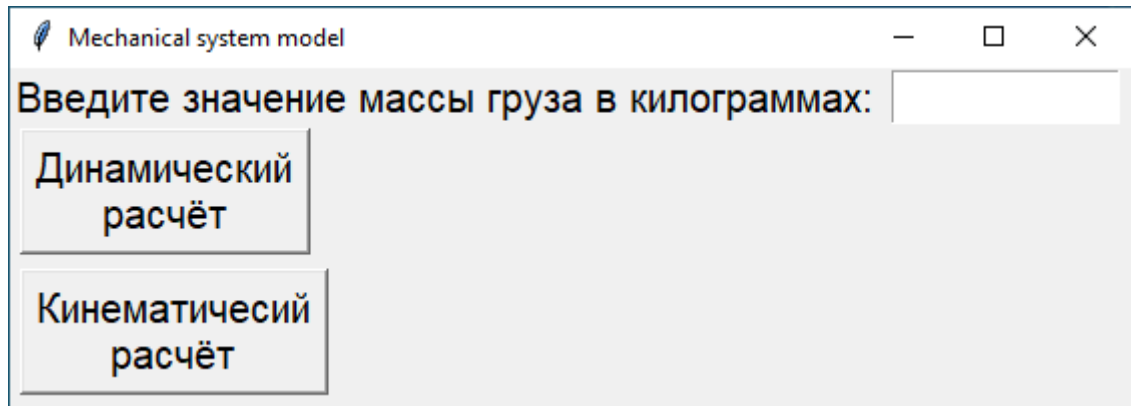 Mechanical system model
Введите значение массы груза в килограммах:
Динамический
расчёт
Кинематичесий
расчёт